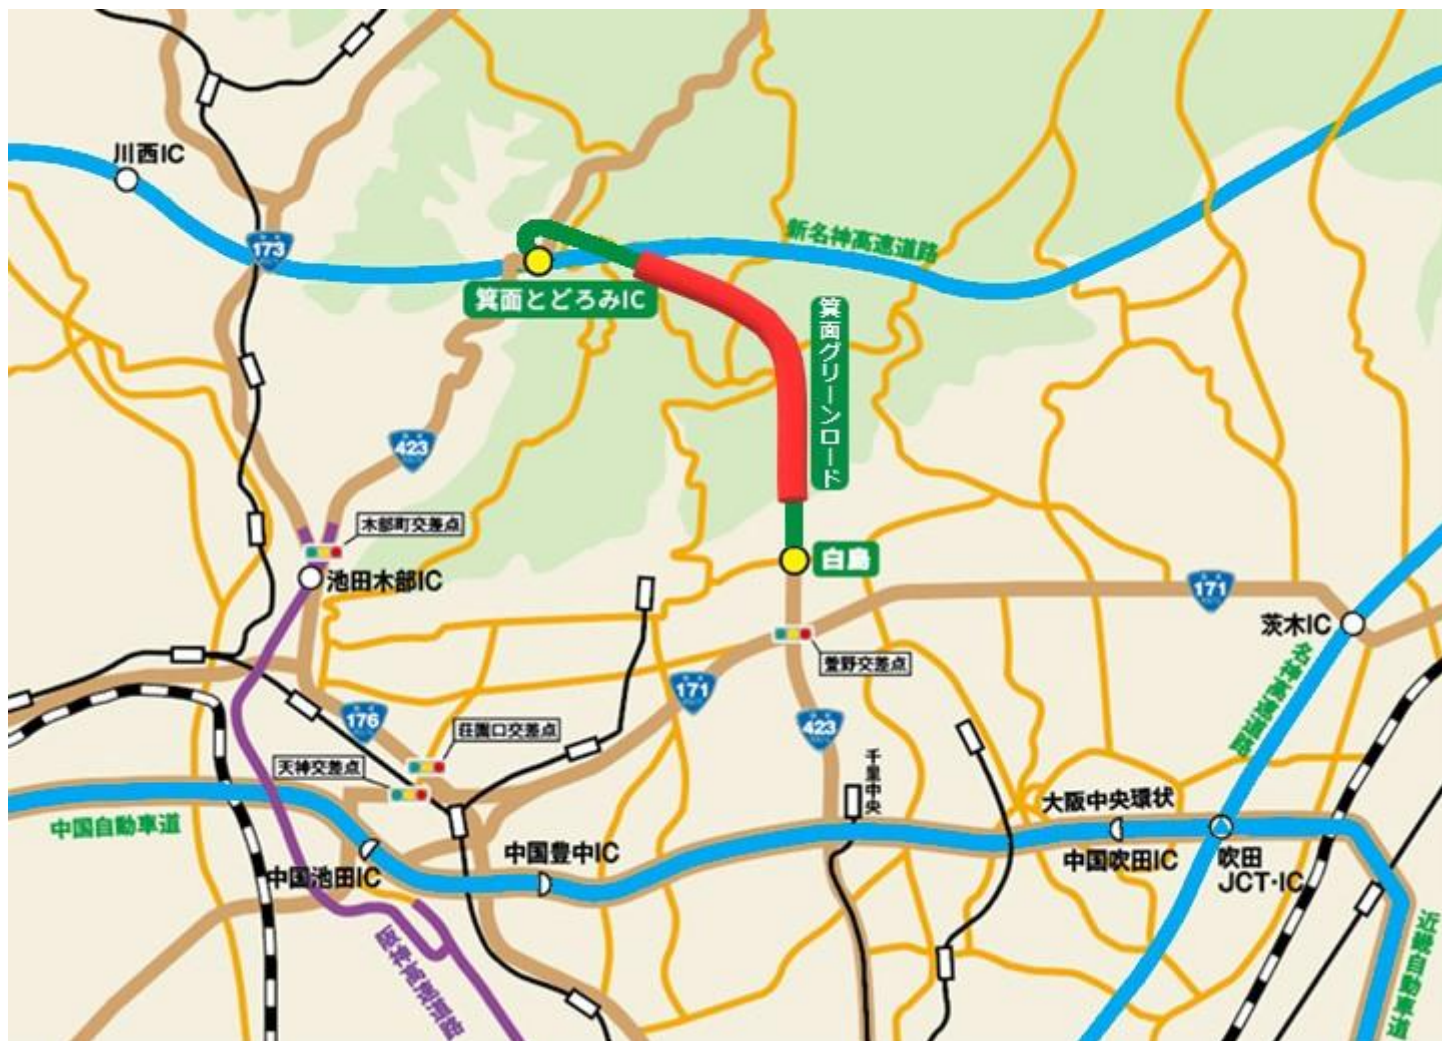 川西IC
173
新名神高速道路
箕面とどろみIC
箕面グリーンロード
423
木部町交差点
池田木部IC
白島
171
茨木IC
萱野交差点
171
名神高速道路
176
荘園口交差点
423
天神交差点
千里中央
大阪中央環状
中国自動車道
中国豊中IC
中国吹田IC
吹田
JCT・IC
中国池田IC
阪神高速道路
近畿自動車道